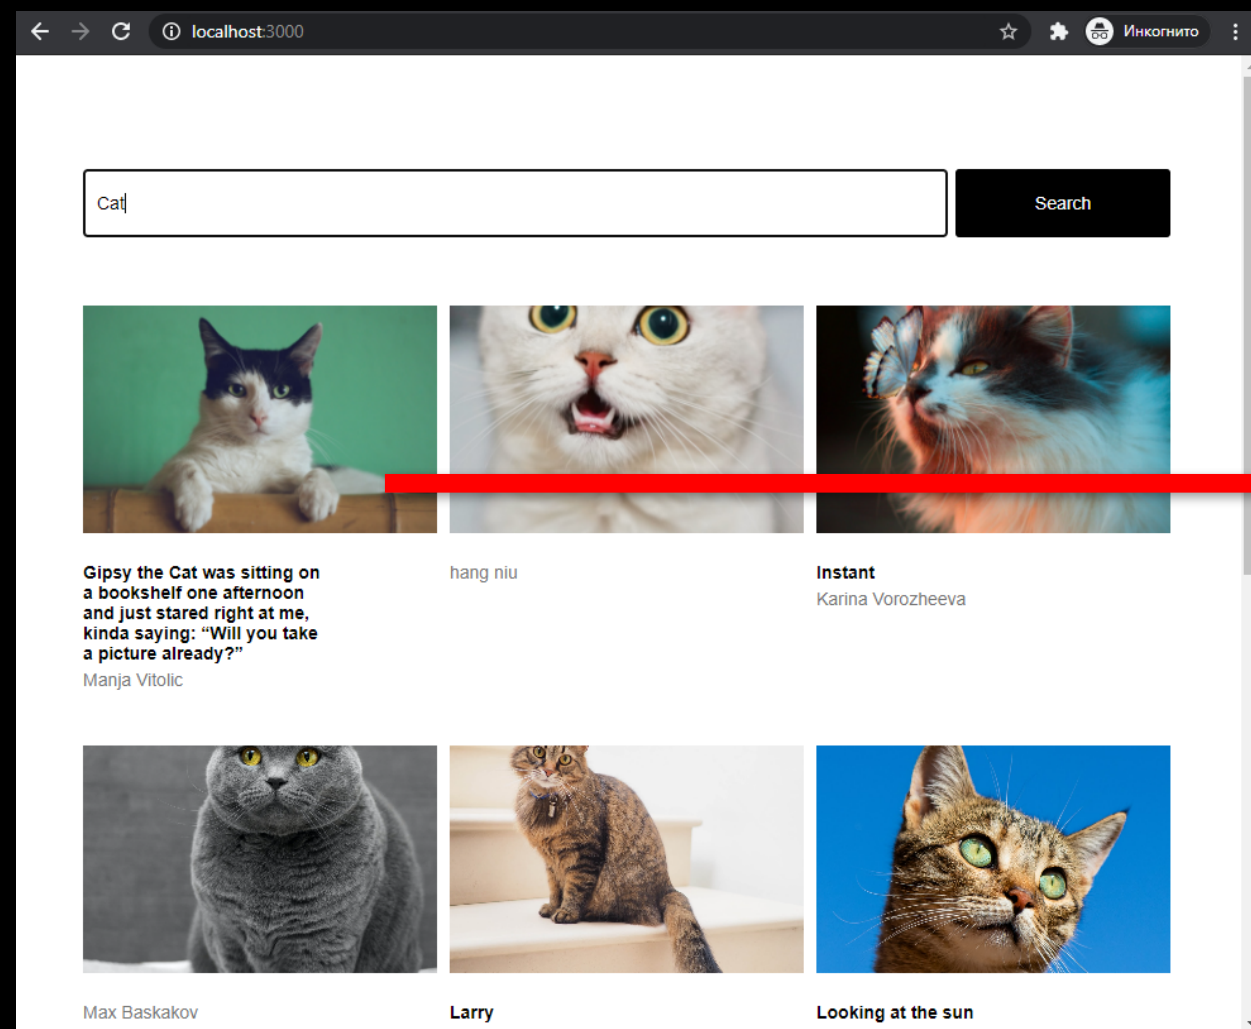 localhost:3000
Инкогнито
Cat
Search
Gipsy the Cat was sitting on
a bookshelf one afternoon
and just stared right at me,
kinda saying: “Will you take
a picture already?”
Manja Vitolic
hang niu
Instant
Karina Vorozheeva
Max Baskakov
Larry
Looking at the sun